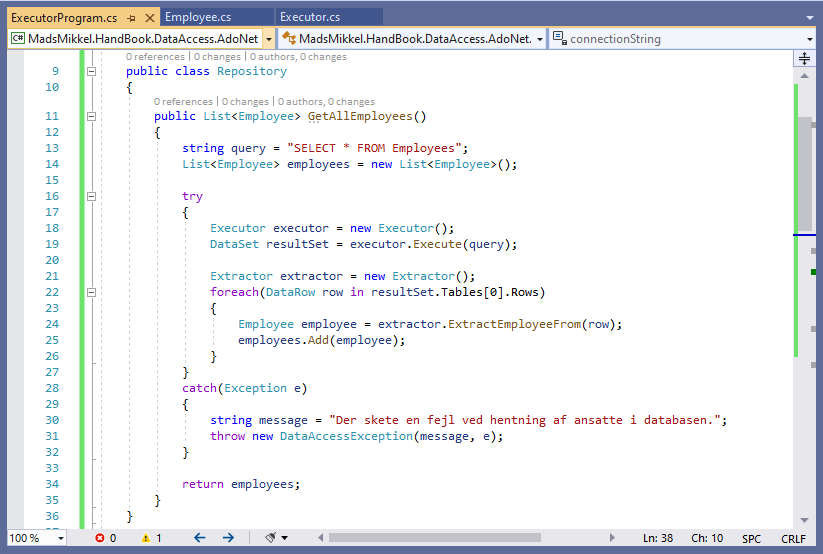 ExecutorProgram.cs Employee.cs Executor.cs
C# MadsMikkel.HandBook.DataAccess.AdoNet MadsMikkel.HandBook.DataAccess.AdoNet. connectionString
0 references | 0 changes | 0 authors, 0 changes
9 public class Repository
10 {
0 references | 0 changes | 0 authors, 0 changes
11 public List<Employee> GetAllEmployees()
12 {
13 string query = "SELECT * FROM Employees";
14 List<Employee> employees = new List<Employee>();
15
16 try
17 {
18 Executor executor = new Executor();
19 DataSet resultSet = executor.Execute(query);
20
21 Extractor extractor = new Extractor();
22 foreach(DataRow row in resultSet.Tables[0].Rows)
23 {
24 Employee employee = extractor.ExtractEmployeeFrom(row);
25 employees.Add(employee);
26 }
27 }
28 catch(Exception e)
29 {
30 string message = "Der skete en fejl ved hentning af ansatte i databasen.";
31 throw new DataAccessException(message, e);
32 }
33
34 return employees;
35 }
36 }
100 % 0 1 Ln: 38 Ch: 10 SPC CRLF